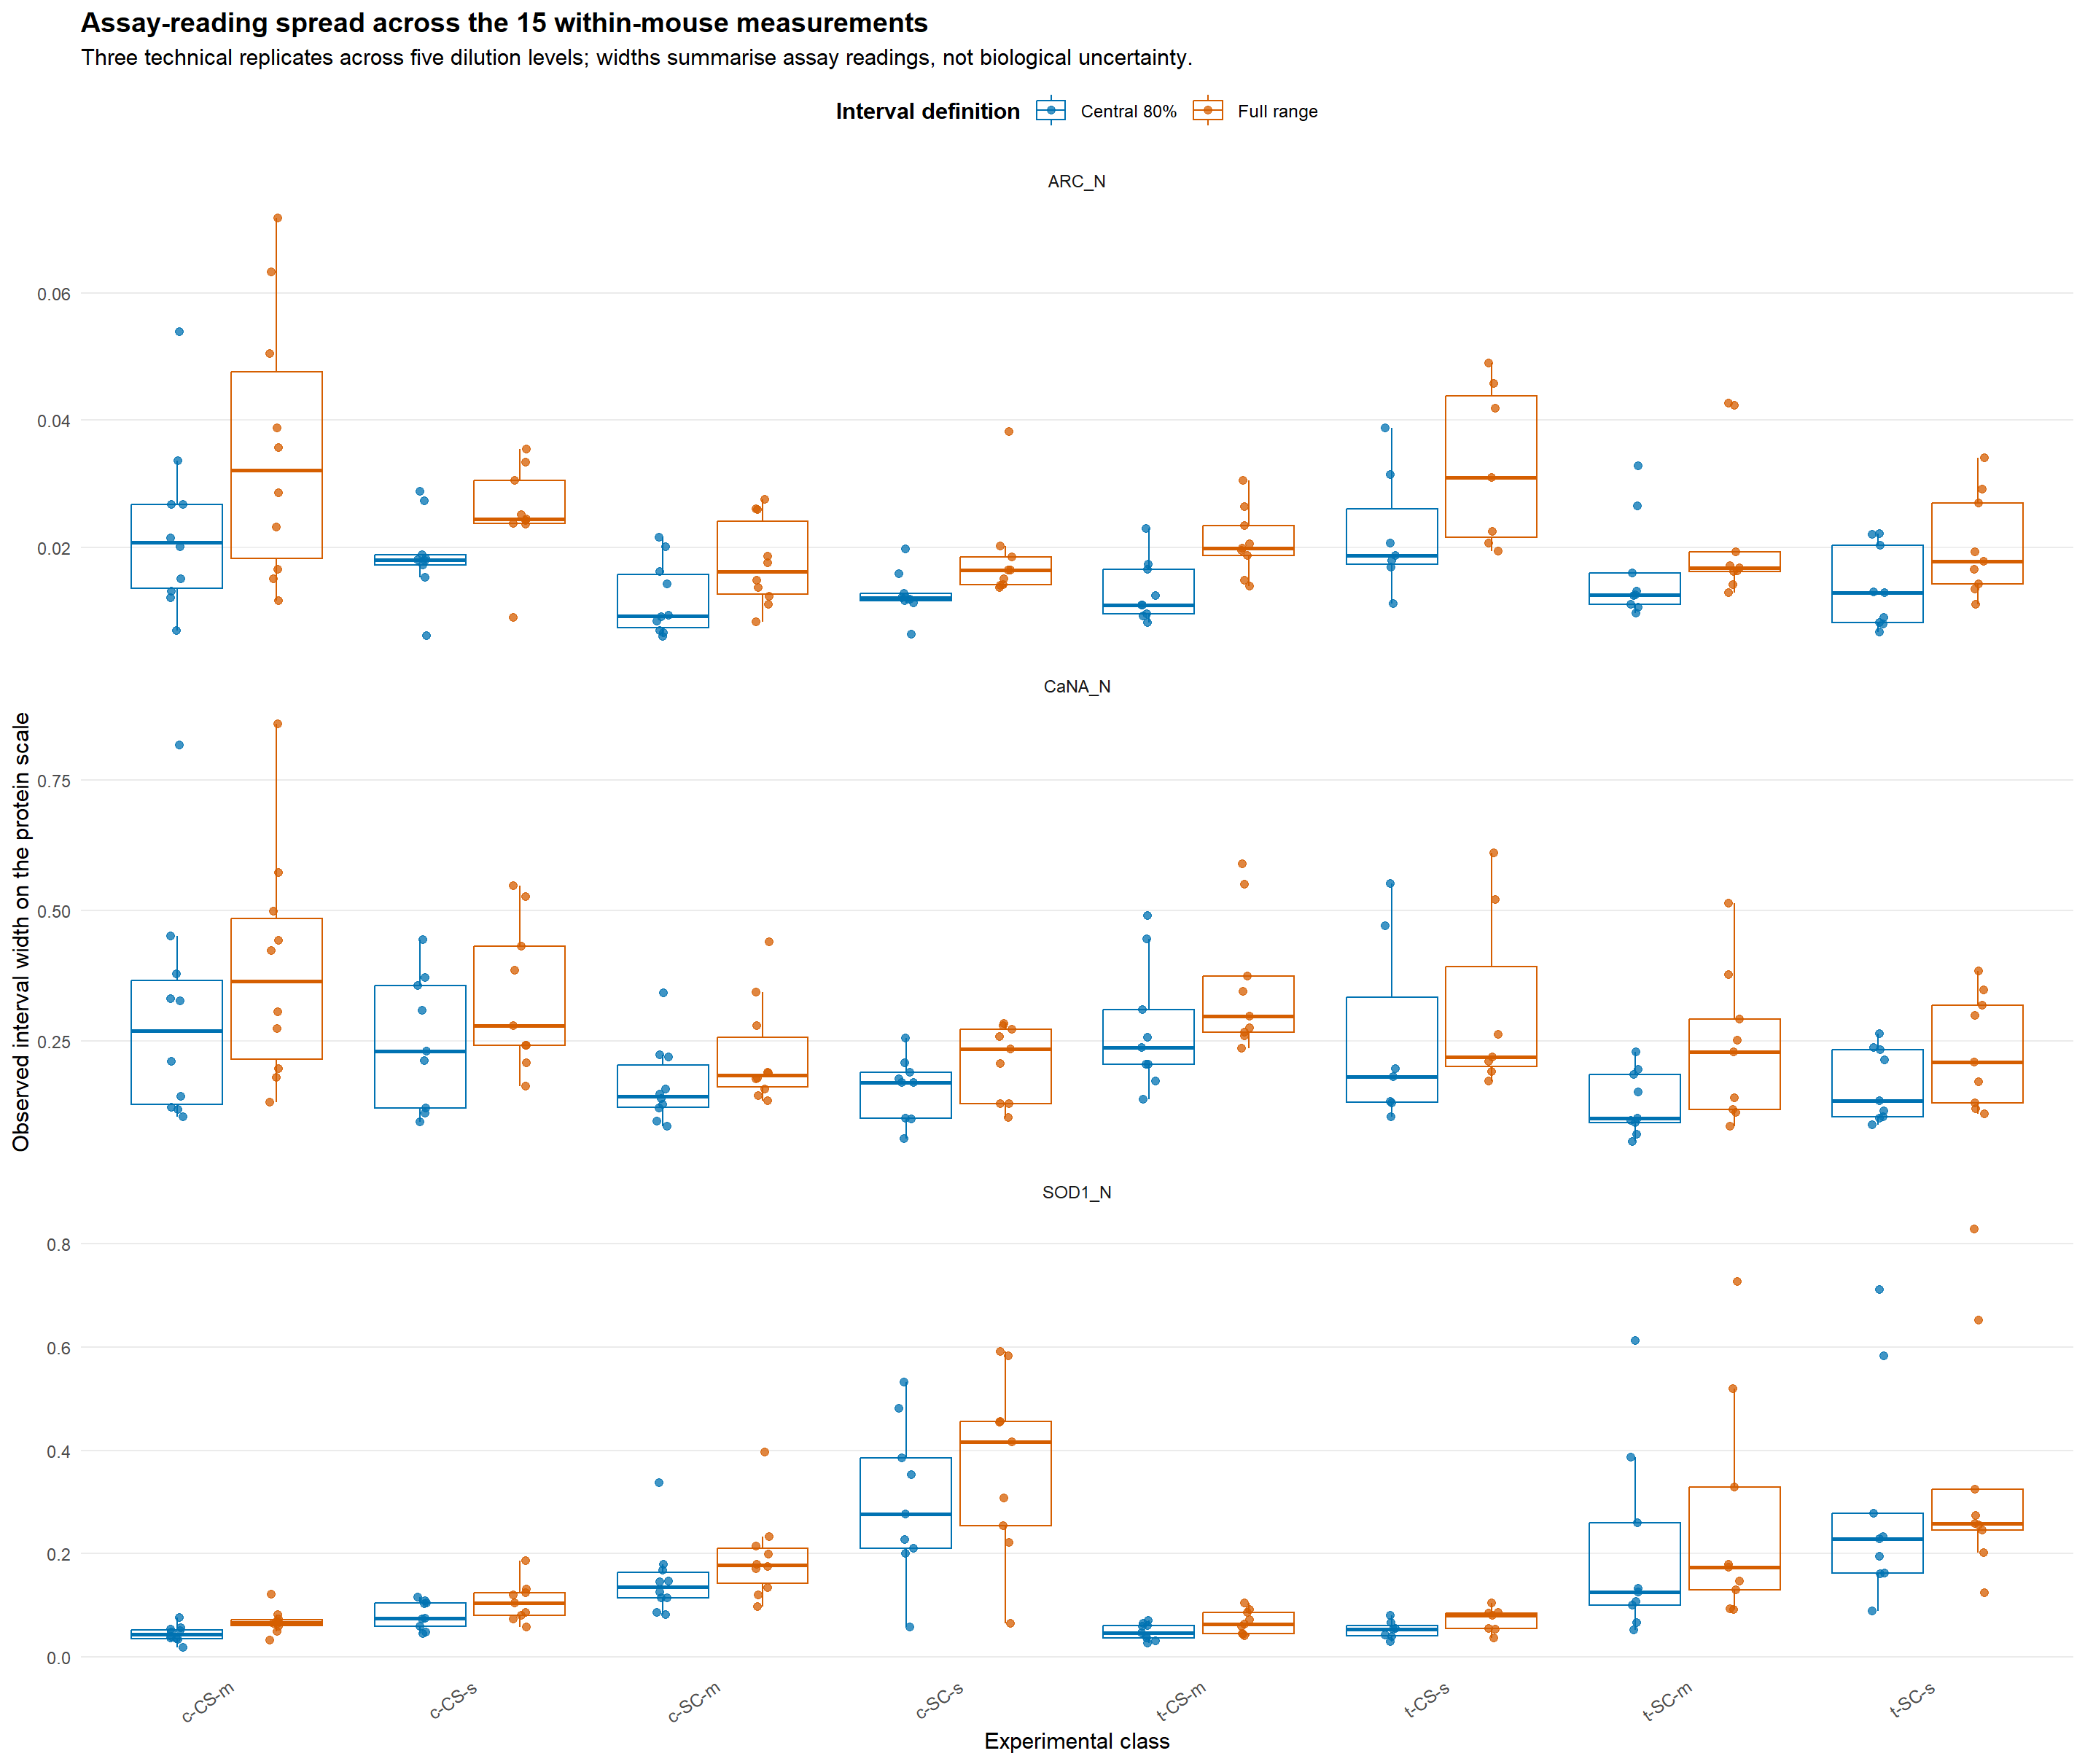 Assay-reading spread across the 15 within-mouse measurements
Three technical replicates across five dilution levels; widths summarise assay readings, not biological uncertainty.
Interval definition Central 80% Full range
ARC_N
0.06
0.04
0.02
CaNA_N
0.75
0.50
0.25
Observed interval width on the protein scale
SOD1_N
0.8
0.6
0.4
0.2
0.0
c-CS-m c-CS-s c-SC-m c-SC-s t-CS-m t-CS-s t-SC-m t-SC-s
Experimental class